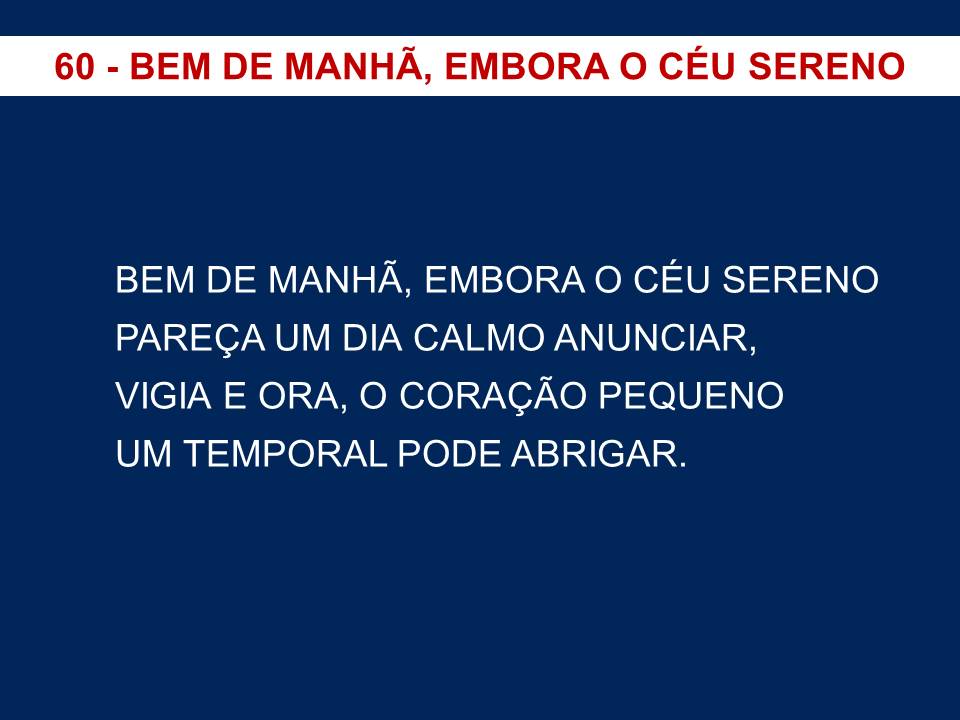 60 - BEM DE MANHÃ, EMBORA O CÉU SERENO
BEM DE MANHÃ, EMBORA O CÉU SERENO
PAREÇA UM DIA CALMO ANUNCIAR,
VIGIA E ORA, O CORAÇÃO PEQUENO
UM TEMPORAL PODE ABRIGAR.